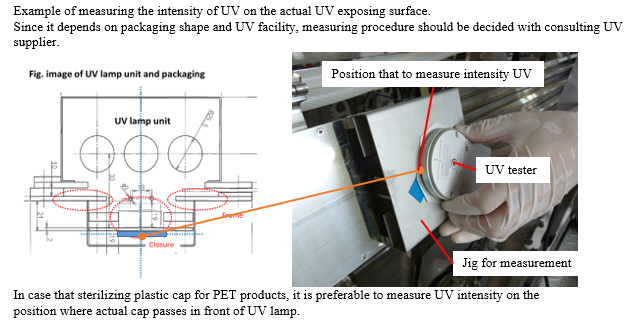 Example of measuring the intensity of UV on the actual UV exposing surface.
Since it depends on packaging shape and UV facility, measuring procedure should be decided with consulting UV
supplier.
Fig. image of UV lamp unit and packaging
Position that to measure intensity UV
UV lamp unit
UV tester
Frame
Closure
Jig for measurement
In case that sterilizing plastic cap for PET products, it is preferable to measure UV intensity on the
position where actual cap passes in front of UV lamp.